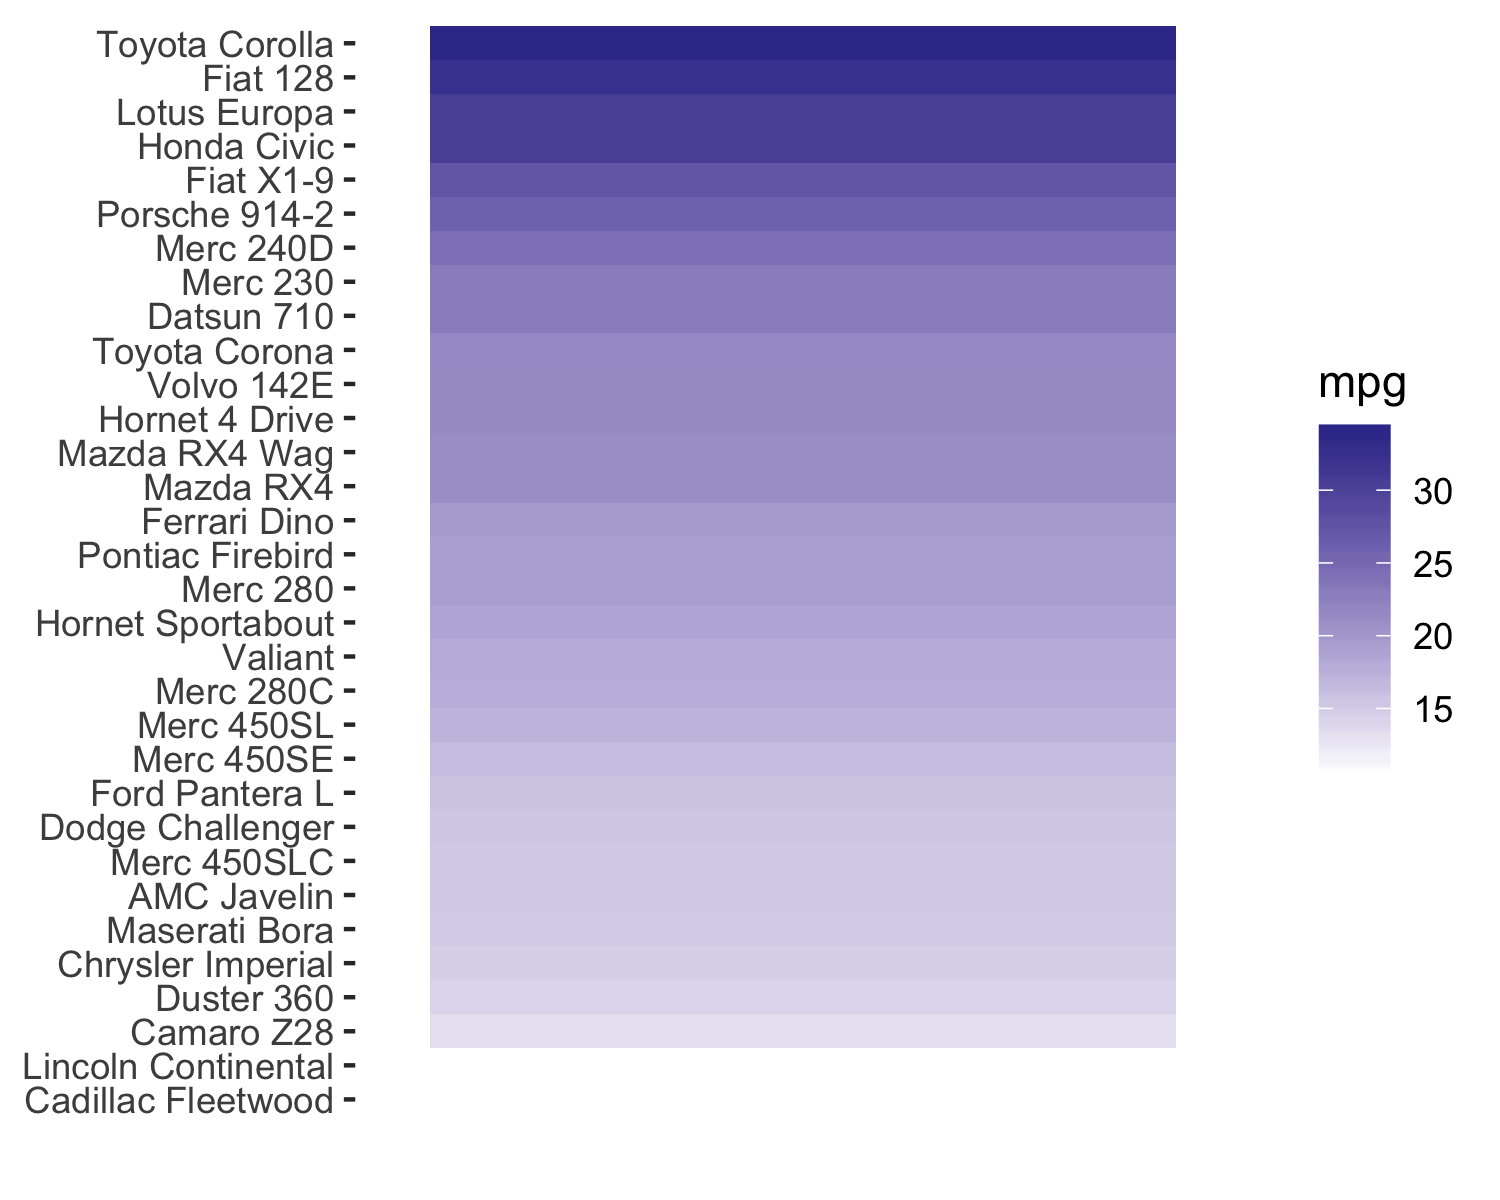 Toyota Corolla
Fiat 128
Lotus Europa
Honda Civic
Fiat X1-9
Porsche 914-2
Merc 240D
Merc 230
Datsun 710
Toyota Corona
Volvo 142E
Hornet 4 Drive
Mazda RX4 Wag
Mazda RX4
Ferrari Dino
Pontiac Firebird
Merc 280
Hornet Sportabout
Valiant
Merc 280C
Merc 450SL
Merc 450SE
Ford Pantera L
Dodge Challenger
Merc 450SLC
AMC Javelin
Maserati Bora
Chrysler Imperial
Duster 360
Camaro Z28
Lincoln Continental
Cadillac Fleetwood
mpg
30
25
20
15